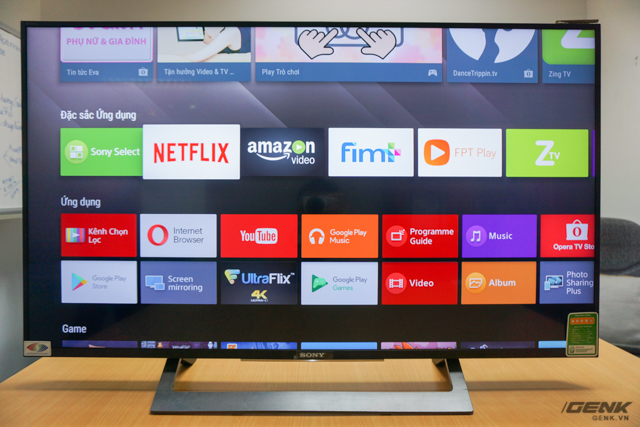 PHỤ NỮ & GIA ĐÌNH
Tin tức Eva
Tận hưởng Video & TV ...
Play Trò chơi
DanceTrippin.tv
Zing TV
Đặc sắc Ứng dụng
Sony Select
NETFLIX
amazon
video
fim+
FPT Play
Z TV
Ứng dụng
Kênh Chọn
Lọc
Internet
Browser
YouTube
Google Play
Music
Programme
Guide
Music
Opera TV Sto
Google Play
Store
Screen
mirroring
UltraFlix
4K
Google Play
Games
Video
Album
Photo
Sharing
Plus
Game
SONY
GENK
GENK.VN